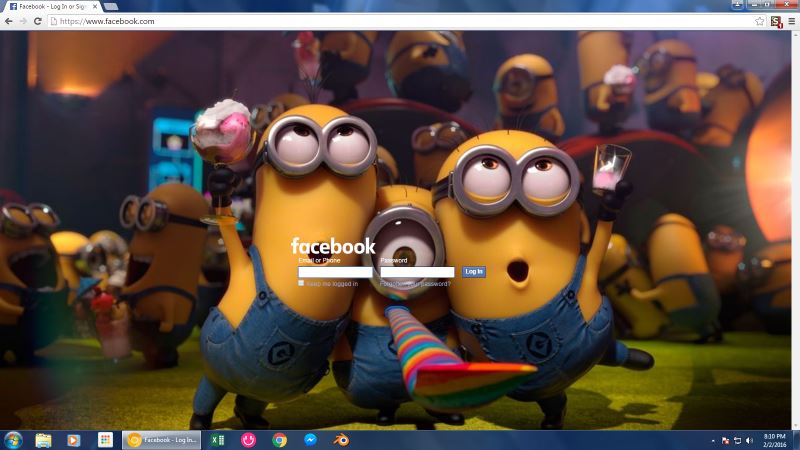 Facebook - Log In or Sign
https://www.facebook.com
facebook
Email or Phone
Password
Log In
Keep me logged in
Forgotten your password?
Facebook - Log In...
8:10 PM
2/2/2016